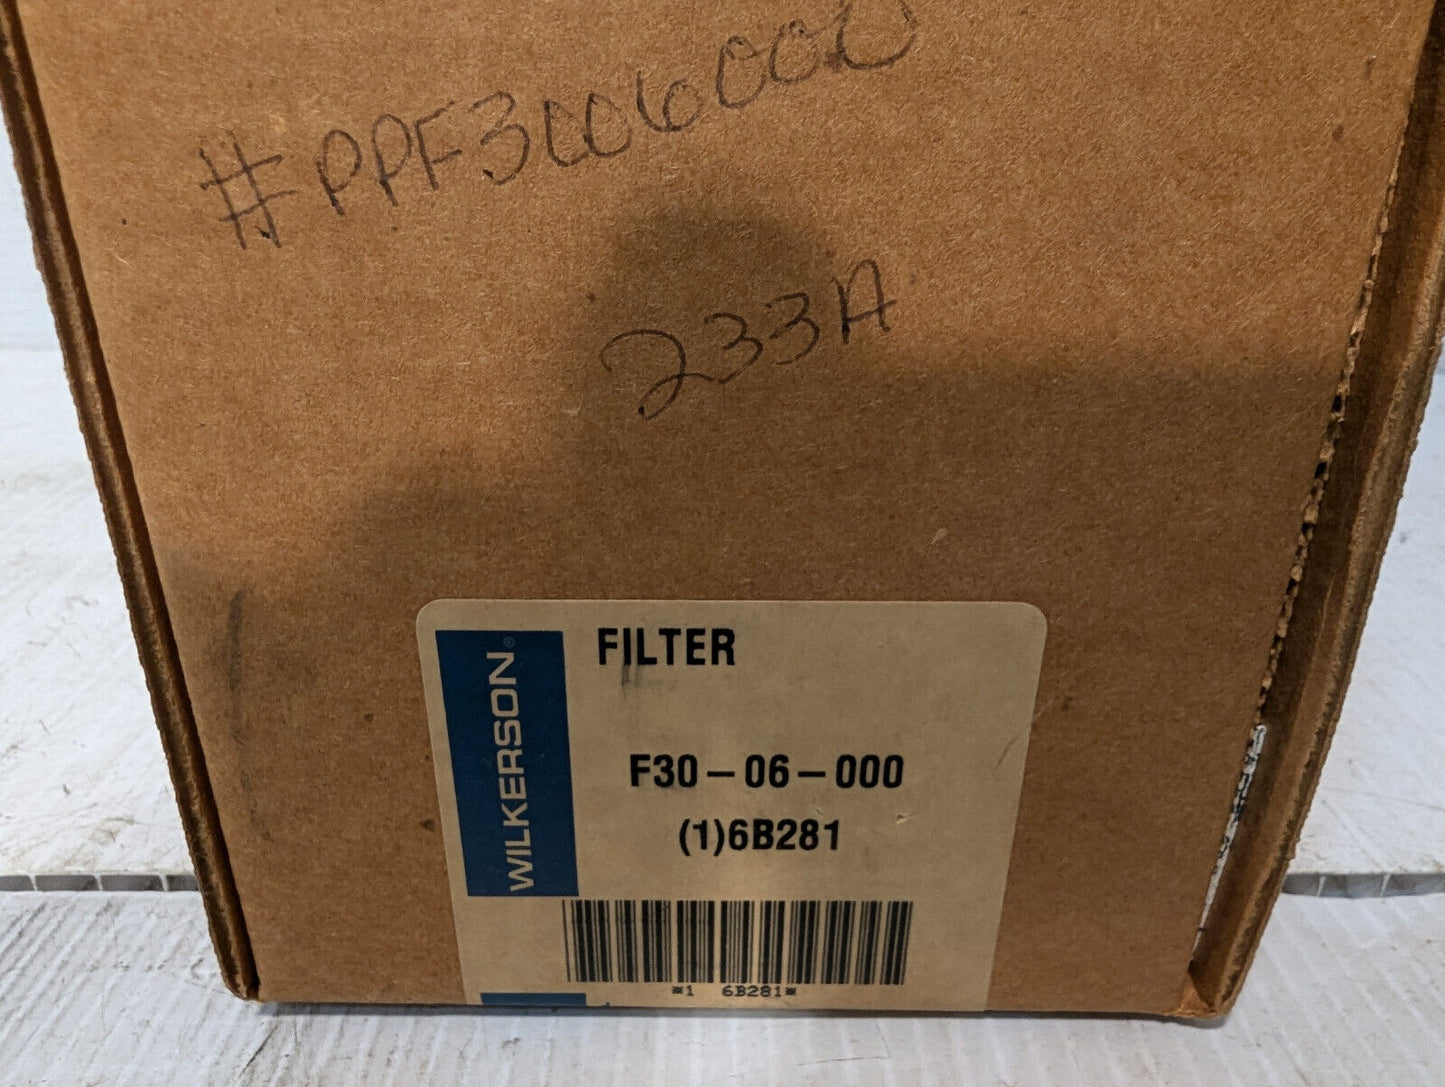 #PPF3006000
233A
WILKERSON®
FILTER
F30-06-000
(1)6B281
*1 6B281*